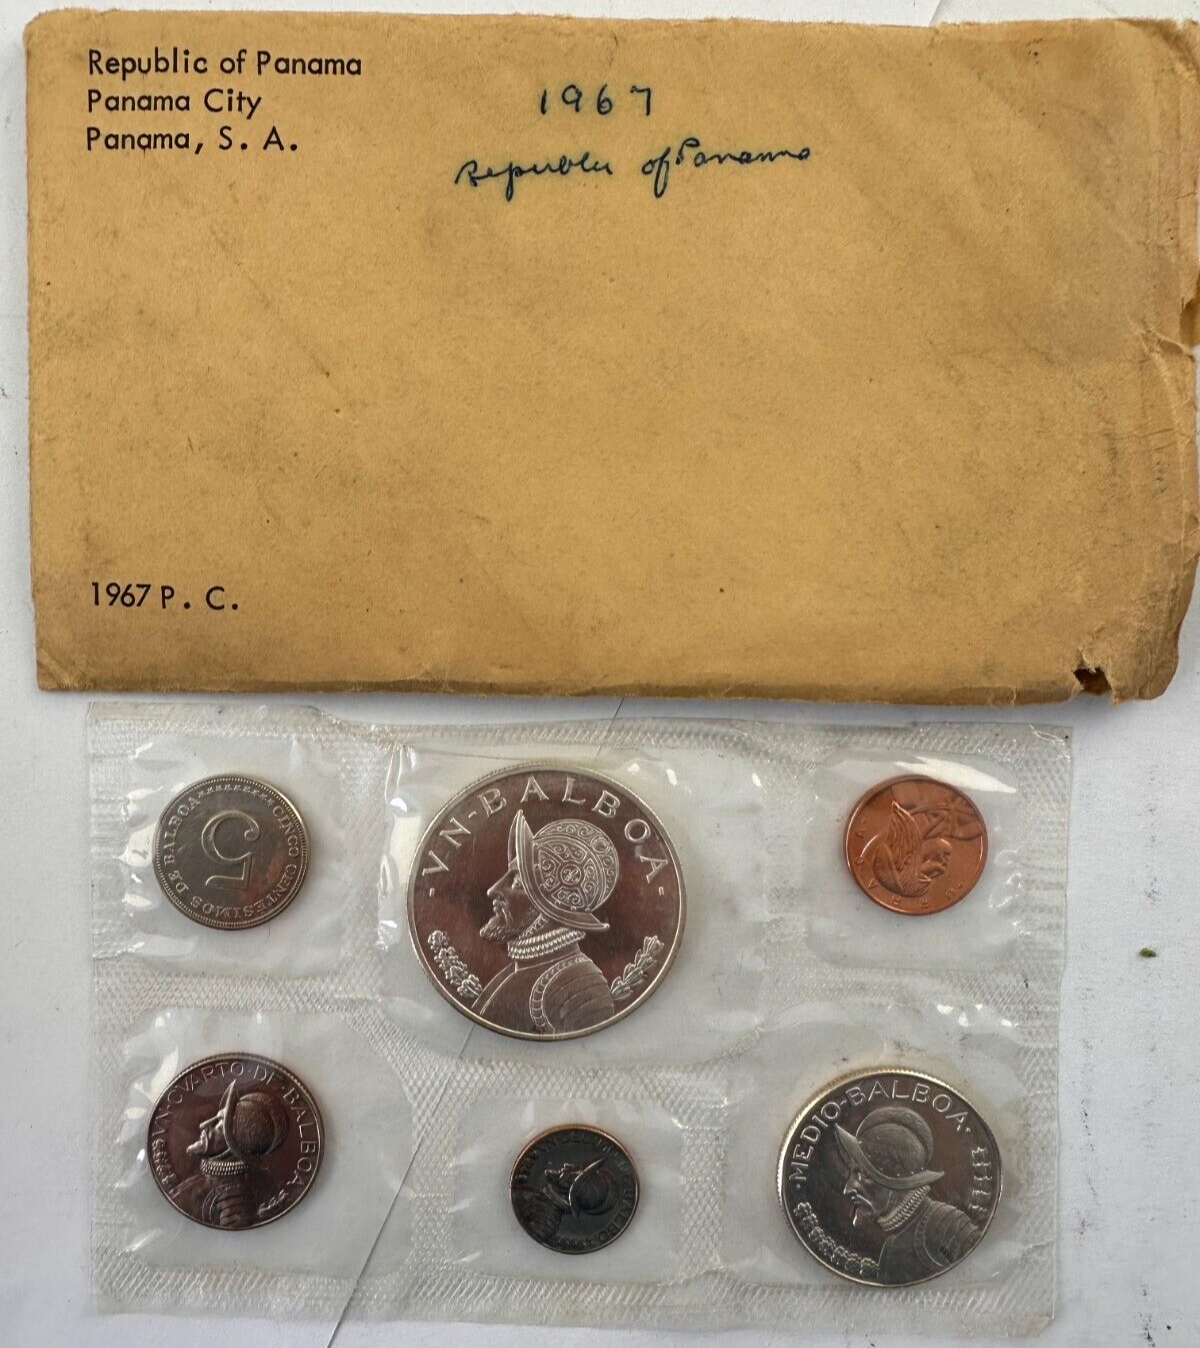 Republic of Panama
Panama City
Panama, S. A.
1967
Republic of Panama
1967 P. C.
CINCO CENTESIMOS
DE BALBOA
5
VN-BALBOA
VN·CVARTO·DE·BALBOA
MEDIO-BALBOA